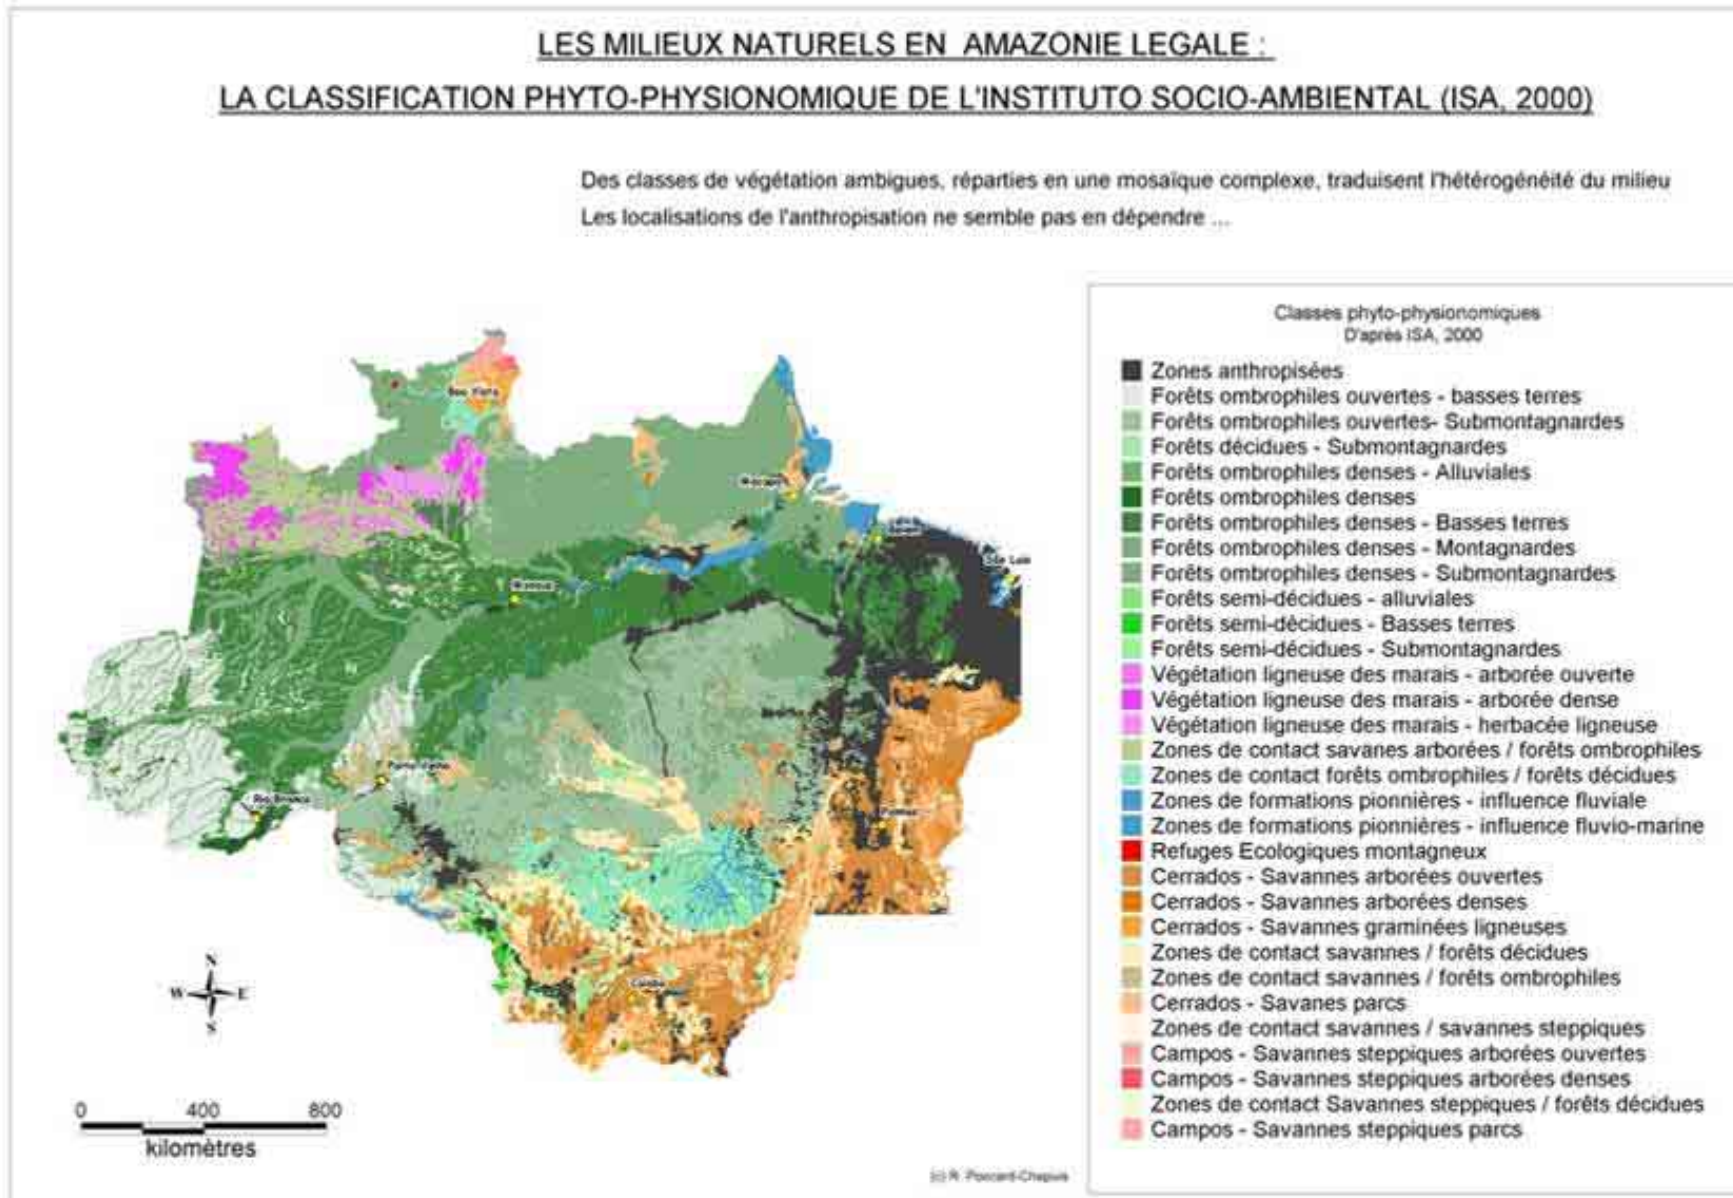 LES MILIEUX NATURELS EN AMAZONIE LEGALE :
LA CLASSIFICATION PHYTO-PHYSIONOMIQUE DE L'INSTITUTO SOCIO-AMBIENTAL (ISA, 2000)
Des classes de végétation ambigues, réparties en une mosaïque complexe, traduisent l'hétérogénéité du milieu
Les localisations de l'anthropisation ne semble pas en dépendre ...
Classes phyto-physionomiques
D'après ISA, 2000
Zones anthropisées
Forêts ombrophiles ouvertes - basses terres
Forêts ombrophiles ouvertes- Submontagnardes
Forêts décidues - Submontagnardes
Forêts ombrophiles denses - Alluviales
Forêts ombrophiles denses
Forêts ombrophiles denses - Basses terres
Forêts ombrophiles denses - Montagnardes
Forêts ombrophiles denses - Submontagnardes
Forêts semi-décidues - alluviales
Forêts semi-décidues - Basses terres
Forêts semi-décidues - Submontagnardes
Végétation ligneuse des marais - arborée ouverte
Végétation ligneuse des marais - arborée dense
Végétation ligneuse des marais - herbacée ligneuse
Zones de contact savanes arborées / forêts ombrophiles
Zones de contact forêts ombrophiles / forêts décidues
Zones de formations pionnières - influence fluviale
Zones de formations pionnières - influence fluvio-marine
Refuges Ecologiques montagneux
Cerrados - Savannes arborées ouvertes
Cerrados - Savannes arborées denses
Cerrados - Savannes graminées ligneuses
Zones de contact savannes / forêts décidues
Zones de contact savannes / forêts ombrophiles
Cerrados - Savanes parcs
Zones de contact savannes / savannes steppiques
Campos - Savannes steppiques arborées ouvertes
Campos - Savannes steppiques arborées denses
Zones de contact Savannes steppiques / forêts décidues
Campos - Savannes steppiques parcs
Boa Vista
Manaus
São Luis
Porto Velho
Rio Branco
Palmas
Cuiaba
N
W E
S
0 400 800
kilomètres
(c) R. Poccard-Chapuis